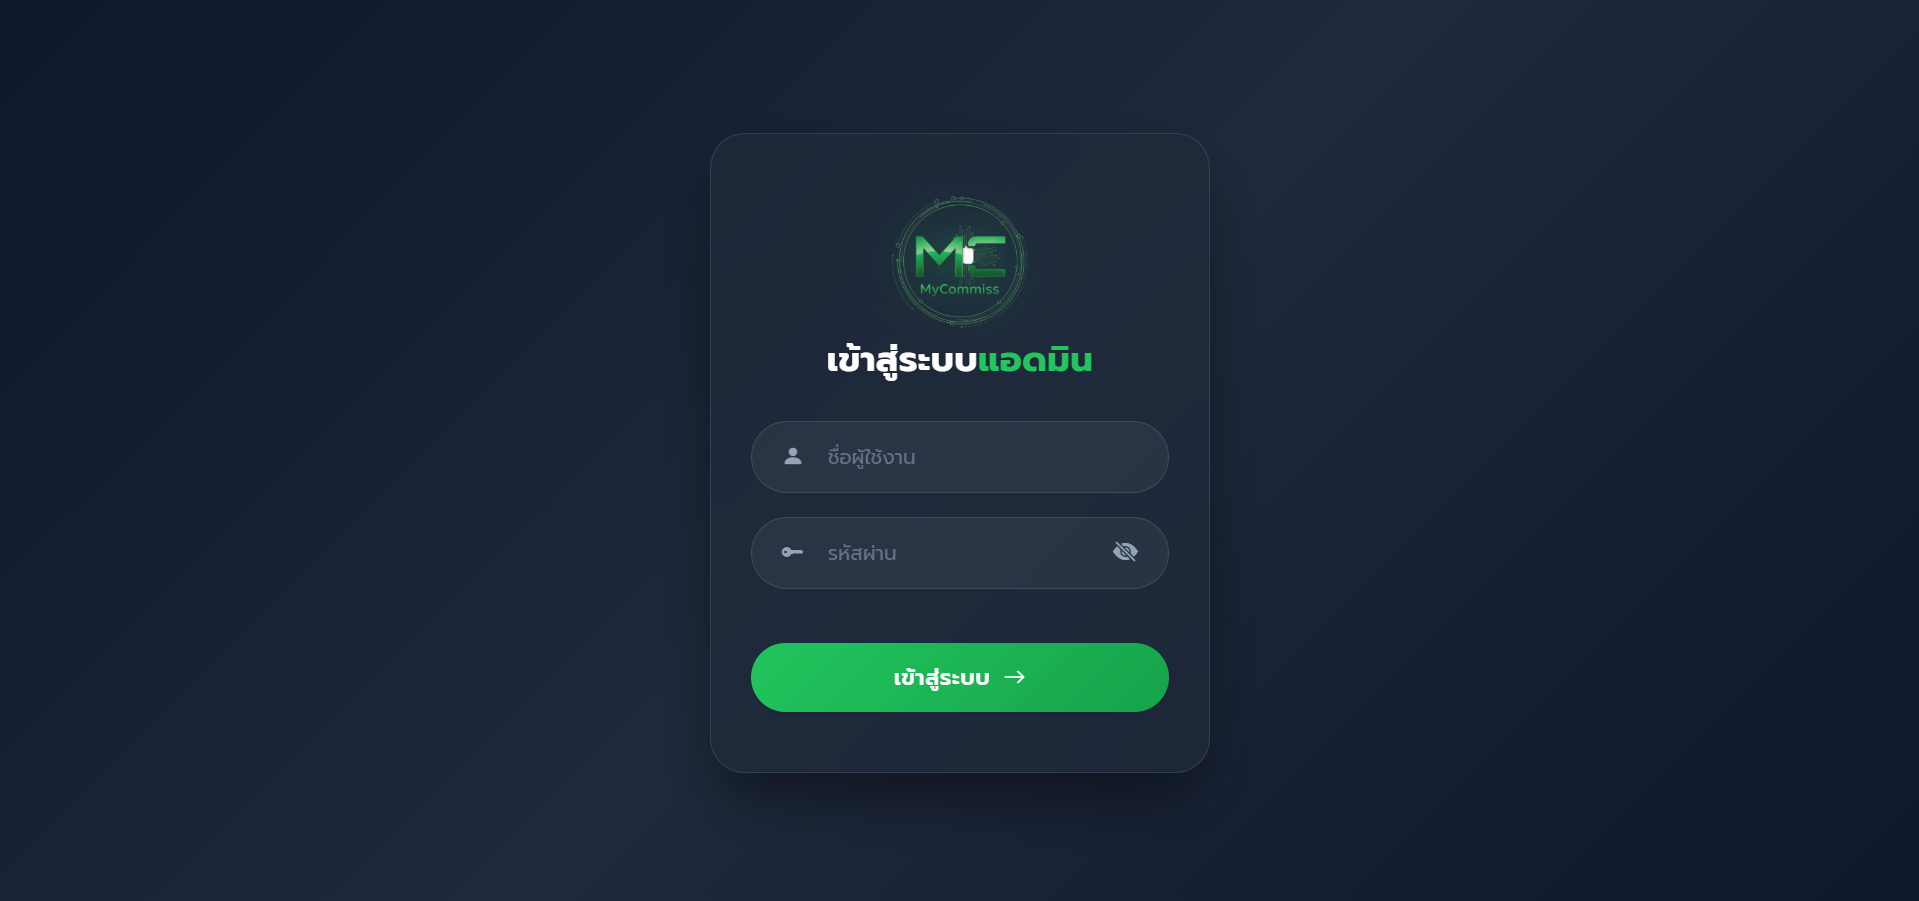 MC
MyCommiss
เข้าสู่ระบบแอดมิน
ชื่อผู้ใช้งาน
รหัสผ่าน
เข้าสู่ระบบ →